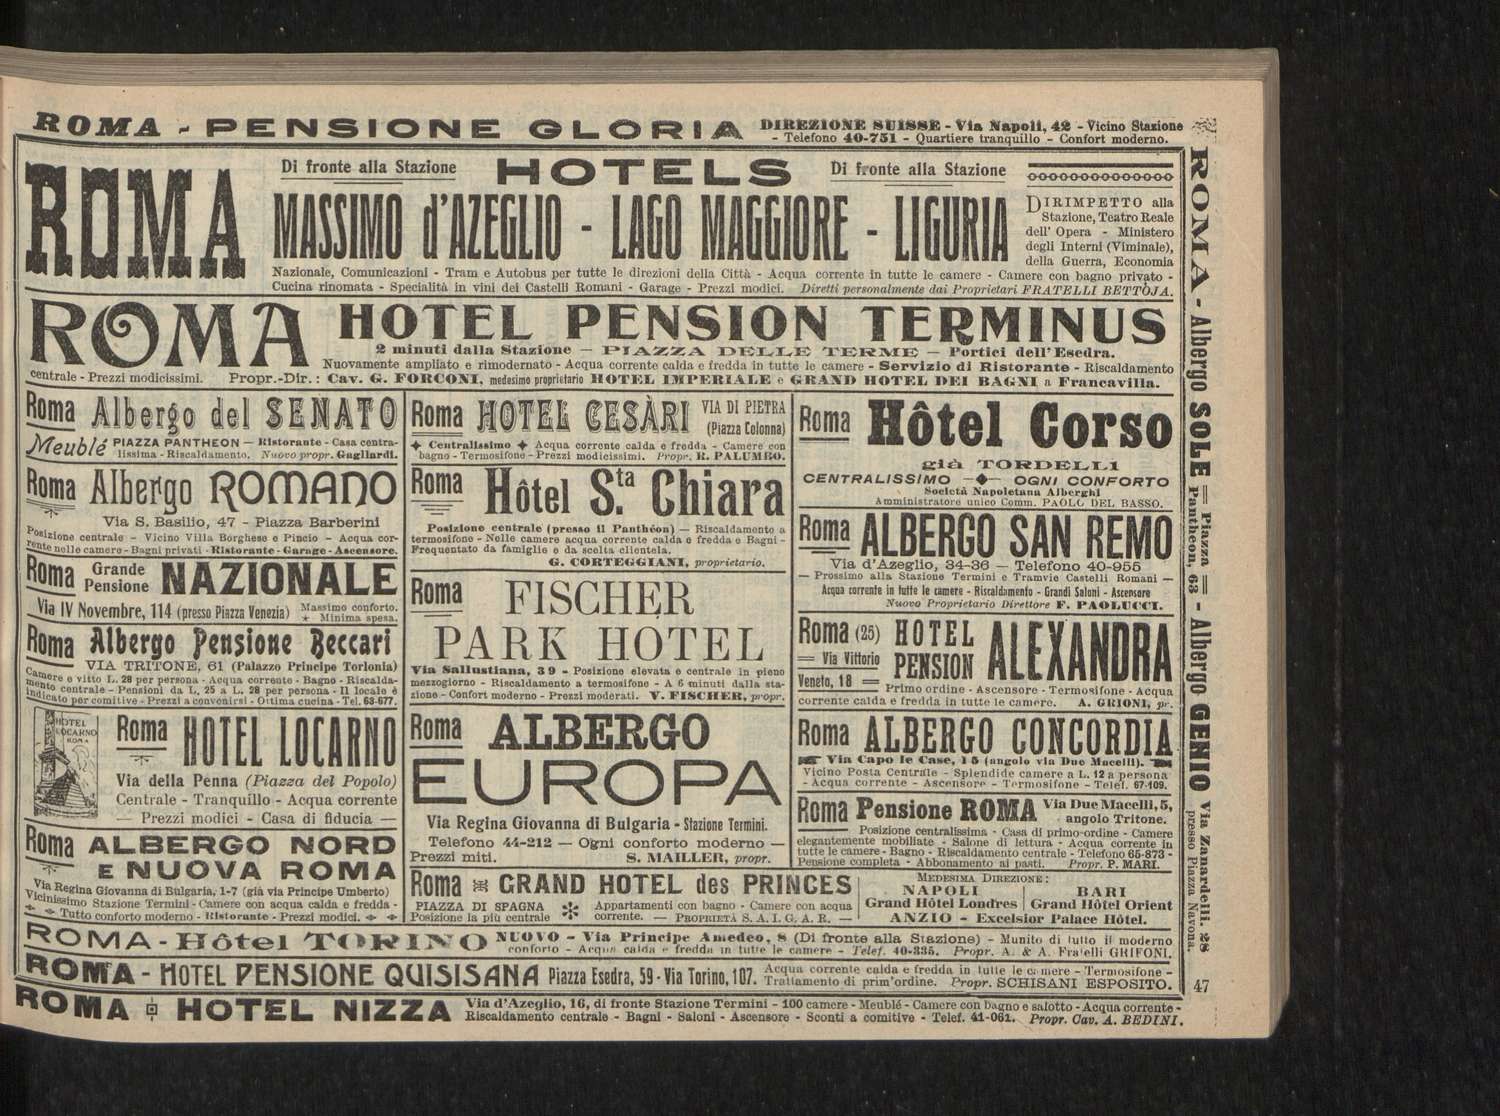 ROMA - PENSIONE GLORIA DIREZIONE SUISSE - Via Napoli, 42 - Vicino Stazione
- Telefono 40-751 - Quartiere tranquillo - Confort moderno.
ROMA
Di fronte alla Stazione HOTELS Di fronte alla Stazione
MASSIMO d'AZEGLIO - LAGO MAGGIORE - LIGURIA
DIRIMPETTO alla
Stazione, Teatro Reale
dell' Opera - Ministero
degli Interni (Viminale),
della Guerra, Economia
Nazionale, Comunicazioni - Tram e Autobus per tutte le direzioni della Città - Acqua corrente in tutte le camere - Camere con bagno privato -
Cucina rinomata - Specialità in vini dei Castelli Romani - Garage - Prezzi modici. Diretti personalmente dai Proprietari FRATELLI BETTOJA.
ROMA HOTEL PENSION TERMINUS
2 minuti dalla Stazione — PIAZZA DELLE TERME — Portici dell'Esedra.
Nuovamente ampliato e rimodernato - Acqua corrente calda e fredda in tutte le camere - Servizio di Ristorante - Riscaldamento
centrale - Prezzi modicissimi. Propr.-Dir.: Cav. G. FORCONI, medesimo proprietario HOTEL IMPERIALE e GRAND HOTEL DEI BAGNI a Francavilla.
Roma Albergo del SENATO
Meublé PIAZZA PANTHEON — Ristorante - Casa centra-
lissima - Riscaldamento. Nuovo propr. Gagliardi.
Roma Albergo ROMANO
Via S. Basilio, 47 - Piazza Barberini
Posizione centrale - Vicino Villa Borghese e Pincio - Acqua cor-
rente nelle camere - Bagni privati - Ristorante - Garage - Ascensore.
Roma Grande Pensione NAZIONALE
Via IV Novembre, 114 (presso Piazza Venezia) Massimo conforto.
Minima spesa.
Roma Albergo Pensione Beccari
VIA TRITONE, 61 (Palazzo Principe Torlonia)
Camere e vitto L. 28 per persona - Acqua corrente - Bagno - Riscalda-
mento centrale - Pensioni da L. 25 a L. 28 per persona - Il locale è
indicato per comitive - Prezzi a convenirsi - Ottima cucina - Tel. 63-677.
HOTEL
LOCARNO
ROMA
Roma HOTEL LOCARNO
Via della Penna (Piazza del Popolo)
Centrale - Tranquillo - Acqua corrente
— Prezzi modici - Casa di fiducia —
Roma ALBERGO NORD
E NUOVA ROMA
Via Regina Giovanna di Bulgaria, 1-7 (già via Principe Umberto)
Vicinissimo Stazione Termini - Camere con acqua calda e fredda -
Tutto conforto moderno - Ristorante - Prezzi modici.
Roma HOTEL CESÀRI VIA DI PIETRA
(Piazza Colonna)
Centralissimo Acqua corrente calda e fredda - Camere con
bagno - Termosifone - Prezzi modicissimi. Propr. R. PALUMBO.
Roma Hôtel Sta Chiara
Posizione centrale (presso il Panthéon) — Riscaldamento a
termosifone - Nelle camere acqua corrente calda e fredda e Bagni -
Frequentato da famiglie e da scelta clientela.
G. CORTEGGIANI, proprietario.
Roma FISCHER
PARK HOTEL
Via Sallustiana, 39 - Posizione elevata e centrale in pieno
mezzogiorno - Riscaldamento a termosifone - A 6 minuti dalla sta-
zione - Confort moderno - Prezzi moderati. V. FISCHER, propr.
Roma ALBERGO
EUROPA
Via Regina Giovanna di Bulgaria - Stazione Termini.
Telefono 44-212 — Ogni conforto moderno —
Prezzi miti. S. MAILLER, propr.
Roma Hôtel Corso
già TORDELLI
CENTRALISSIMO — OGNI CONFORTO
Società Napoletana Alberghi
Amministratore unico Comm. PAOLO DEL BASSO.
Roma ALBERGO SAN REMO
Via d'Azeglio, 34-36 — Telefono 40-955
— Prossimo alla Stazione Termini e Tramvie Castelli Romani —
Acqua corrente in tutte le camere - Riscaldamento - Grandi Saloni - Ascensore
Nuovo Proprietario Direttore F. PAOLUCCI.
Roma (25) HOTEL PENSION ALEXANDRA
Via Vittorio
Veneto, 18
Primo ordine - Ascensore - Termosifone - Acqua
corrente calda e fredda in tutte le camere. A. GRIONI, pr.
Roma ALBERGO CONCORDIA
Via Capo le Case, 15 (angolo via Due Macelli).
Vicino Posta Centrale - Splendide camere a L. 12 a persona
- Acqua corrente - Ascensore - Termosifone - Telef. 67-109.
Roma Pensione ROMA Via Due Macelli, 5,
angolo Tritone.
Posizione centralissima - Casa di primo ordine - Camere
elegantemente mobiliate - Salone di lettura - Acqua corrente in
tutte le camere - Bagno - Riscaldamento centrale - Telefono 65-873 -
Pensione completa - Abbonamento ai pasti. Propr. P. MARI.
Roma GRAND HOTEL des PRINCES
PIAZZA DI SPAGNA
Posizione la più centrale
Appartamenti con bagno - Camere con acqua
corrente. — PROPRIETÀ S. A. I. G. A. R. —
MEDESIMA DIREZIONE:
NAPOLI
Grand Hôtel Londres
BARI
Grand Hôtel Orient
ANZIO - Excelsior Palace Hôtel.
ROMA - Hôtel TORINO NUOVO - Via Principe Amedeo, 8 (Di fronte alla Stazione) - Munito di tutto il moderno
conforto - Acqua calda e fredda in tutte le camere - Telef. 40-335. Propr. A. & A. Fratelli GRIFONI.
ROMA - HOTEL PENSIONE QUISISANA Piazza Esedra, 59 - Via Torino, 107. Acqua corrente calda e fredda in tutte le camere - Termosifone -
Trattamento di prim'ordine. Propr. SCHISANI ESPOSITO.
ROMA HOTEL NIZZA Via d'Azeglio, 16, di fronte Stazione Termini - 100 camere - Meublé - Camere con bagno e salotto - Acqua corrente -
Riscaldamento centrale - Bagni - Saloni - Ascensore - Sconti a comitive - Telef. 41-061. Propr. Cav. A. BEDINI.
ROMA - Albergo SOLE = Piazza =
Pantheon, 63 - Albergo GENIO Via Zanardelli, 28
presso Piazza Navona.
47